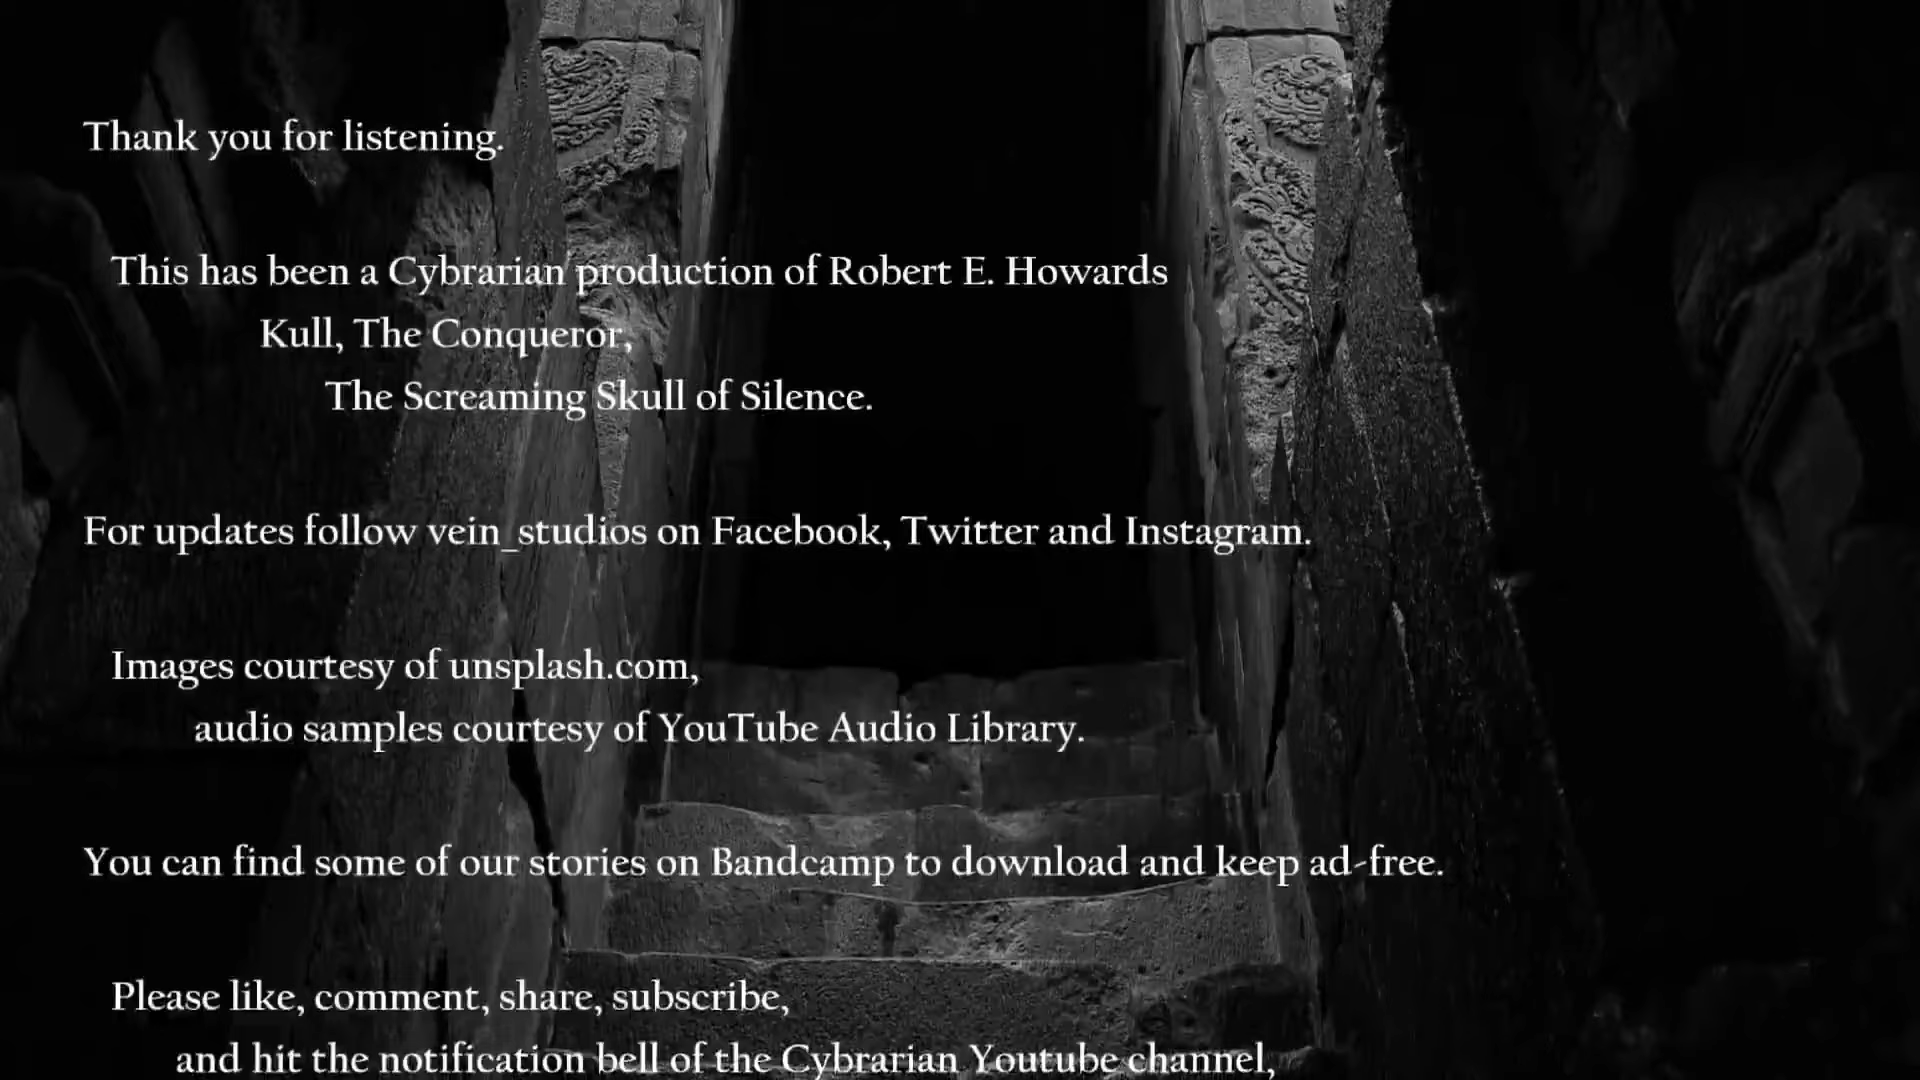 Thank you for listening.
This has been a Cybrarian production of Robert E. Howards
Kull, The Conqueror,
The Screaming Skull of Silence.
For updates follow vein_studios on Facebook, Twitter and Instagram.
Images courtesy of unsplash.com,
audio samples courtesy of YouTube Audio Library.
You can find some of our stories on Bandcamp to download and keep ad-free.
Please like, comment, share, subscribe,
and hit the notification bell of the Cybrarian Youtube channel,